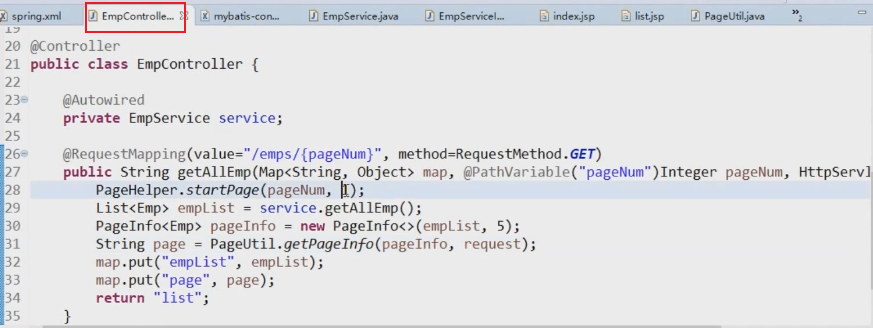 spring.xml EmpControlle... mybatis-con... EmpService.java EmpServiceI... index.jsp list.jsp PageUtil.java »2
19
20 @Controller
21 public class EmpController {
22
23 @Autowired
24 private EmpService service;
25
26 @RequestMapping(value="/emps/{pageNum}", method=RequestMethod.GET)
27 public String getAllEmp(Map<String, Object> map, @PathVariable("pageNum")Integer pageNum, HttpServl
28 PageHelper.startPage(pageNum, );
29 List<Emp> empList = service.getAllEmp();
30 PageInfo<Emp> pageInfo = new PageInfo<>(empList, 5);
31 String page = PageUtil.getPageInfo(pageInfo, request);
32 map.put("empList", empList);
33 map.put("page", page);
34 return "list";
35 }